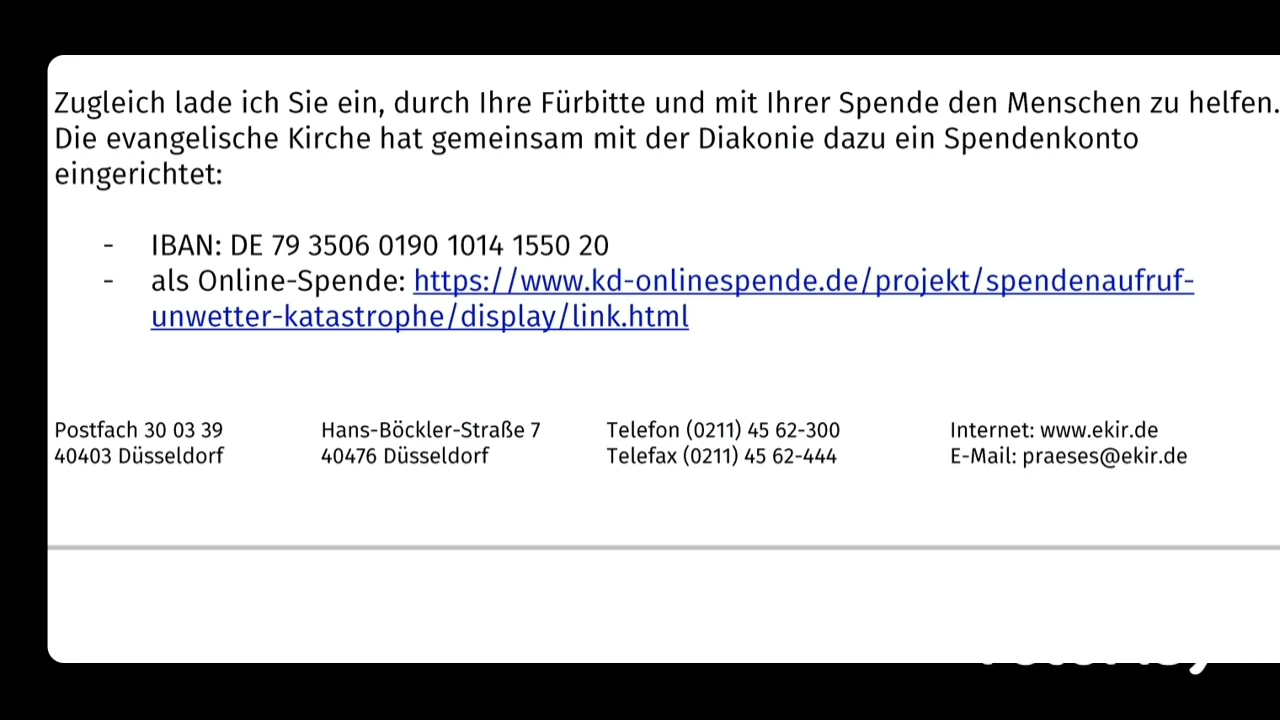 Zugleich lade ich Sie ein, durch Ihre Fürbitte und mit Ihrer Spende den Menschen zu helfen.
Die evangelische Kirche hat gemeinsam mit der Diakonie dazu ein Spendenkonto
eingerichtet:
- IBAN: DE 79 3506 0190 1014 1550 20
- als Online-Spende: https://www.kd-onlinespende.de/projekt/spendenaufruf-
unwetter-katastrophe/display/link.html
Postfach 30 03 39 Hans-Böckler-Straße 7 Telefon (0211) 45 62-300 Internet: www.ekir.de
40403 Düsseldorf 40476 Düsseldorf Telefax (0211) 45 62-444 E-Mail: praeses@ekir.de